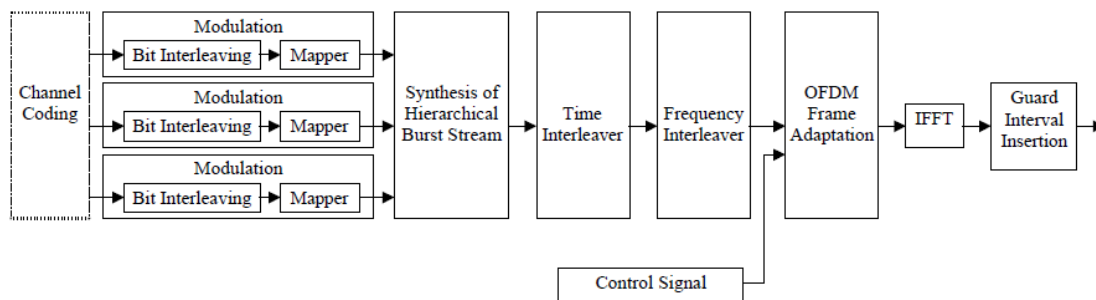 Channel
Coding
Modulation
Bit Interleaving
Mapper
Modulation
Bit Interleaving
Mapper
Modulation
Bit Interleaving
Mapper
Synthesis of
Hierarchical
Burst Stream
Time
Interleaver
Frequency
Interleaver
OFDM
Frame
Adaptation
IFFT
Guard
Interval
Insertion
Control Signal